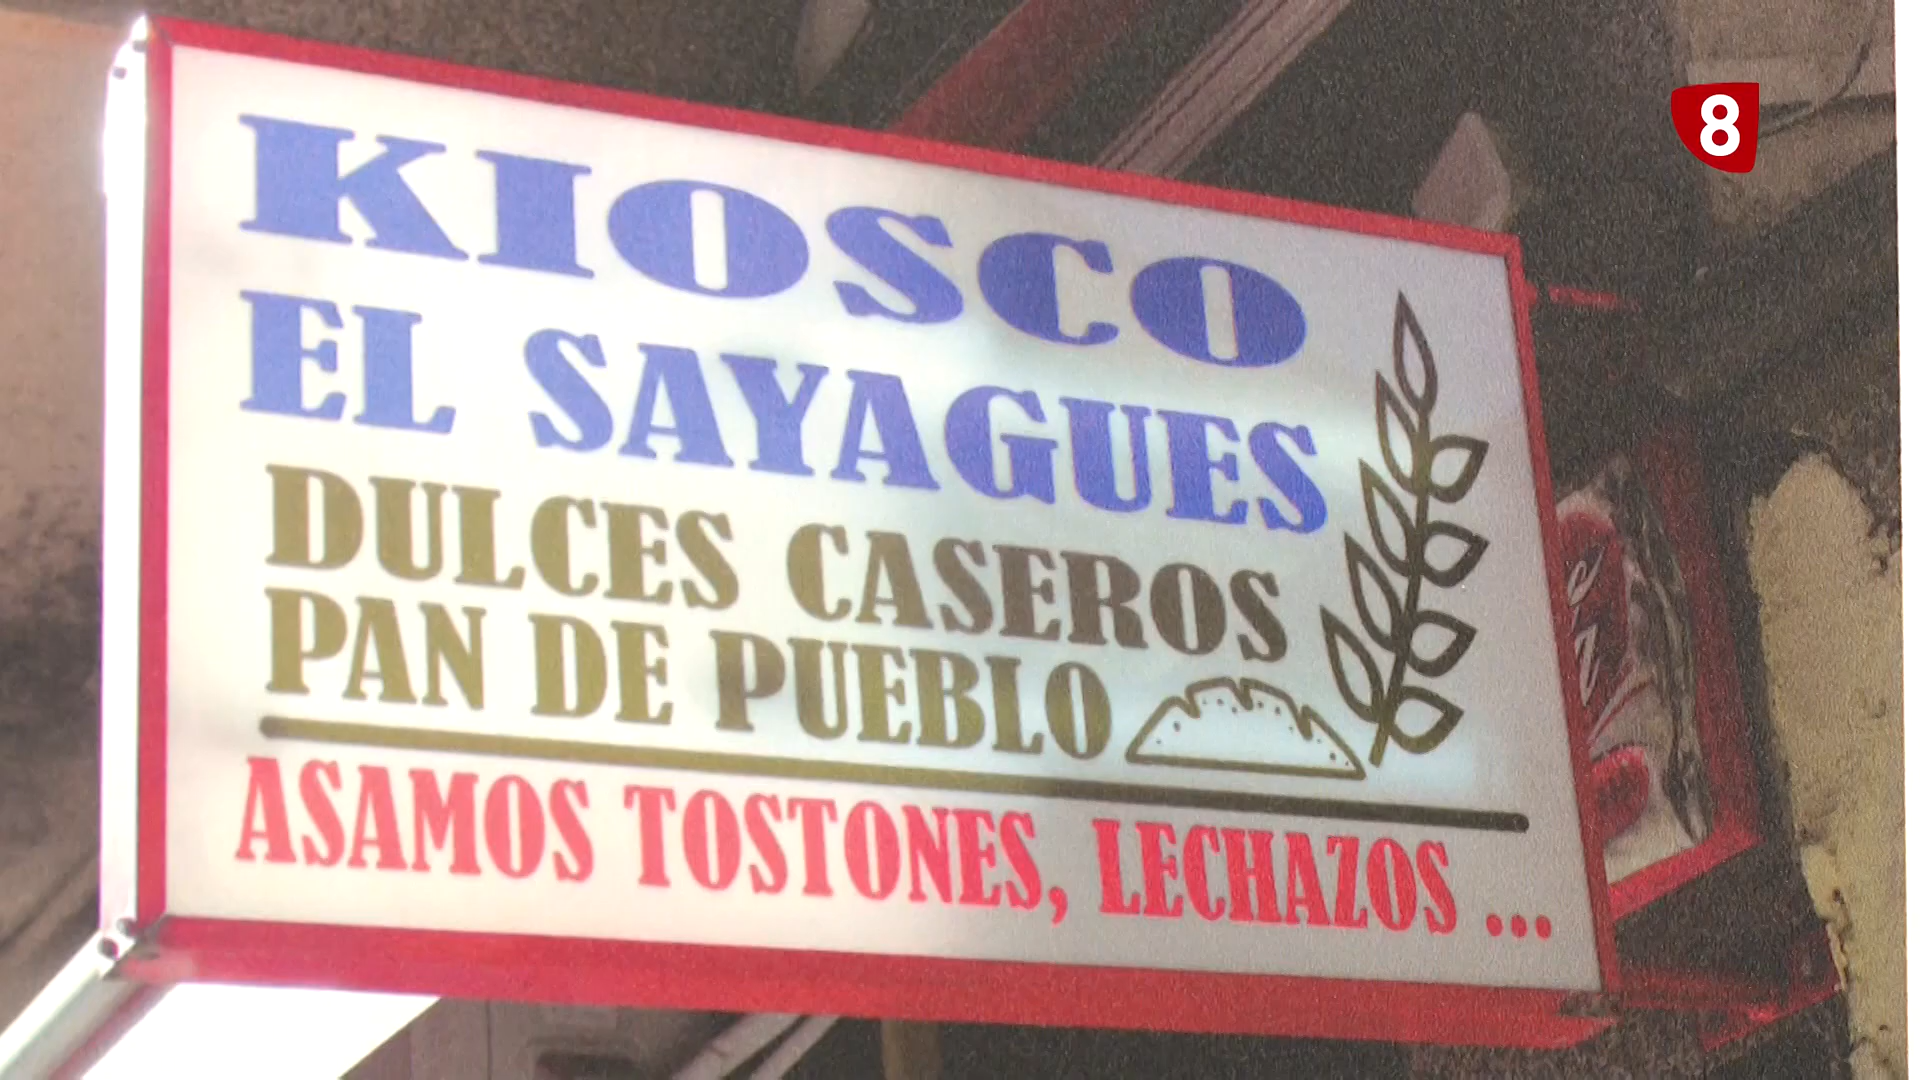 8
KIOSCO
EL SAYAGUES
DULCES CASEROS
PAN DE PUEBLO
ASAMOS TOSTONES, LECHAZOS ...